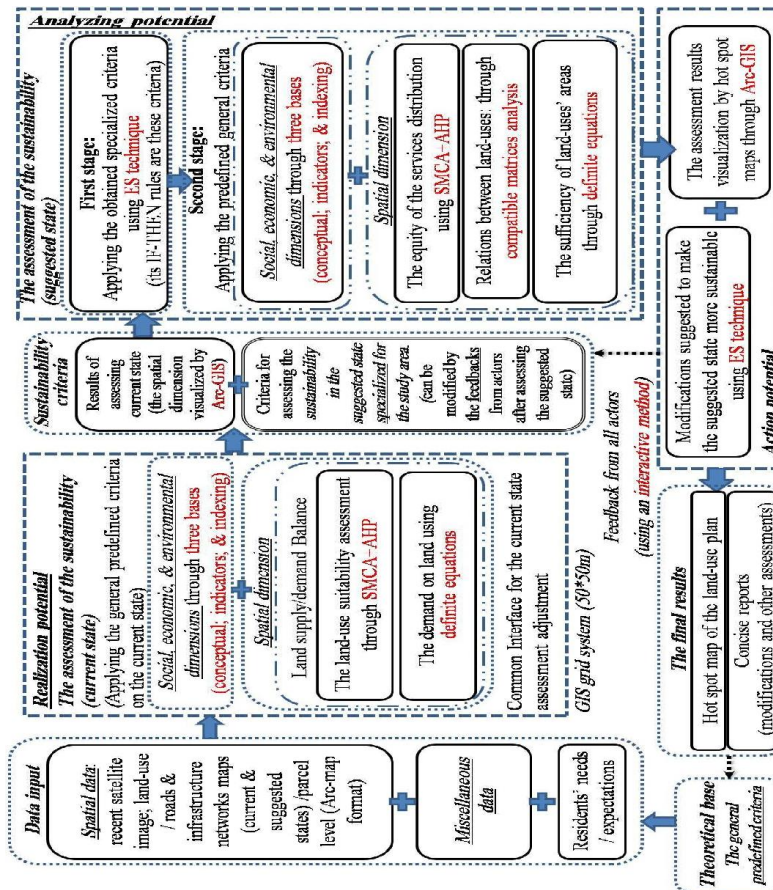 Data input
Spatial data:
recent satellite
image; land-use
/ roads &
infrastructure
networks maps
(current &
suggested
states) /parcel
level (Arc-map
format)
Miscellaneous
data
Residents' needs
/ expectations
Theoretical base
The general
predefined criteria
Realization potential
The assessment of the sustainability
(current state)
(Applying the general predefined criteria
on the current state)
Social, economic, & environmental
dimensions through three bases
(conceptual; indicators; & indexing)
Spatial dimension
Land supply/demand Balance
The land-use suitability assessment
through SMCA–AHP
The demand on land using
definite equations
Common Interface for the current state
assessment adjustment
GIS grid system (50*50m)
Sustainability
criteria
Results of
assessing
current state
(the spatial
dimension
visualized by
Arc-GIS)
Criteria for
assessing the
sustainability
in the
suggested state
specialized for
the study area.
(can be
modified by
the feedbacks
from actors
after assessing
the suggested
state)
Feedback from all actors
(using an interactive method)
Analyzing potential
The assessment of the sustainability
(suggested state)
First stage:
Applying the obtained specialized criteria
using ES technique
(its IF-THEN rules are these criteria)
Second stage:
Applying the predefined general criteria
Social, economic, & environmental
dimensions through three bases
(conceptual; indicators; & indexing)
Spatial dimension
The equity of the services distribution
using SMCA–AHP
Relations between land-uses: through
compatible matrices analysis
The sufficiency of land-uses' areas
through definite equations
The assessment results
visualization by hot spot
maps through Arc-GIS
Modifications suggested to make
the suggested state more sustainable
using ES technique
Action potential
The final results
Hot spot map of the land-use plan
Concise reports
(modifications and other assessments)